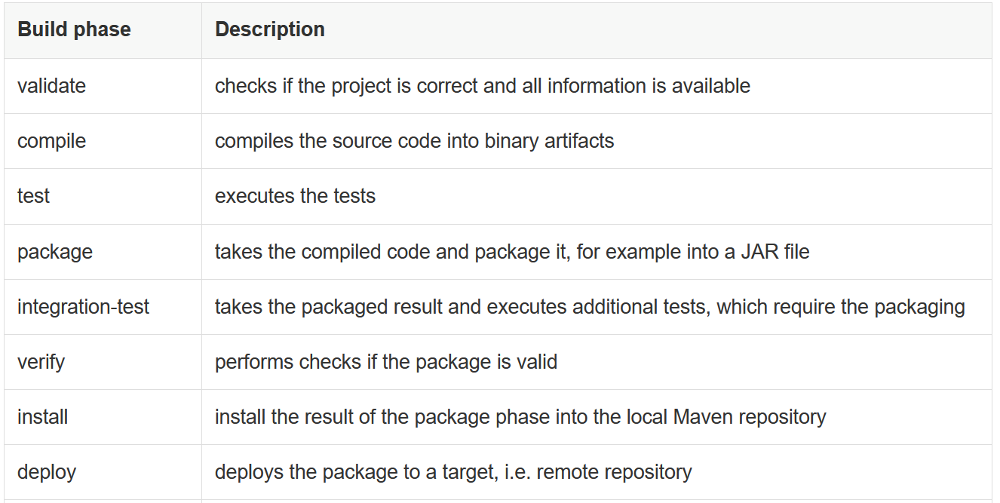 Build phase Description
validate checks if the project is correct and all information is available
compile compiles the source code into binary artifacts
test executes the tests
package takes the compiled code and package it, for example into a JAR file
integration-test takes the packaged result and executes additional tests, which require the packaging
verify performs checks if the package is valid
install install the result of the package phase into the local Maven repository
deploy deploys the package to a target, i.e. remote repository